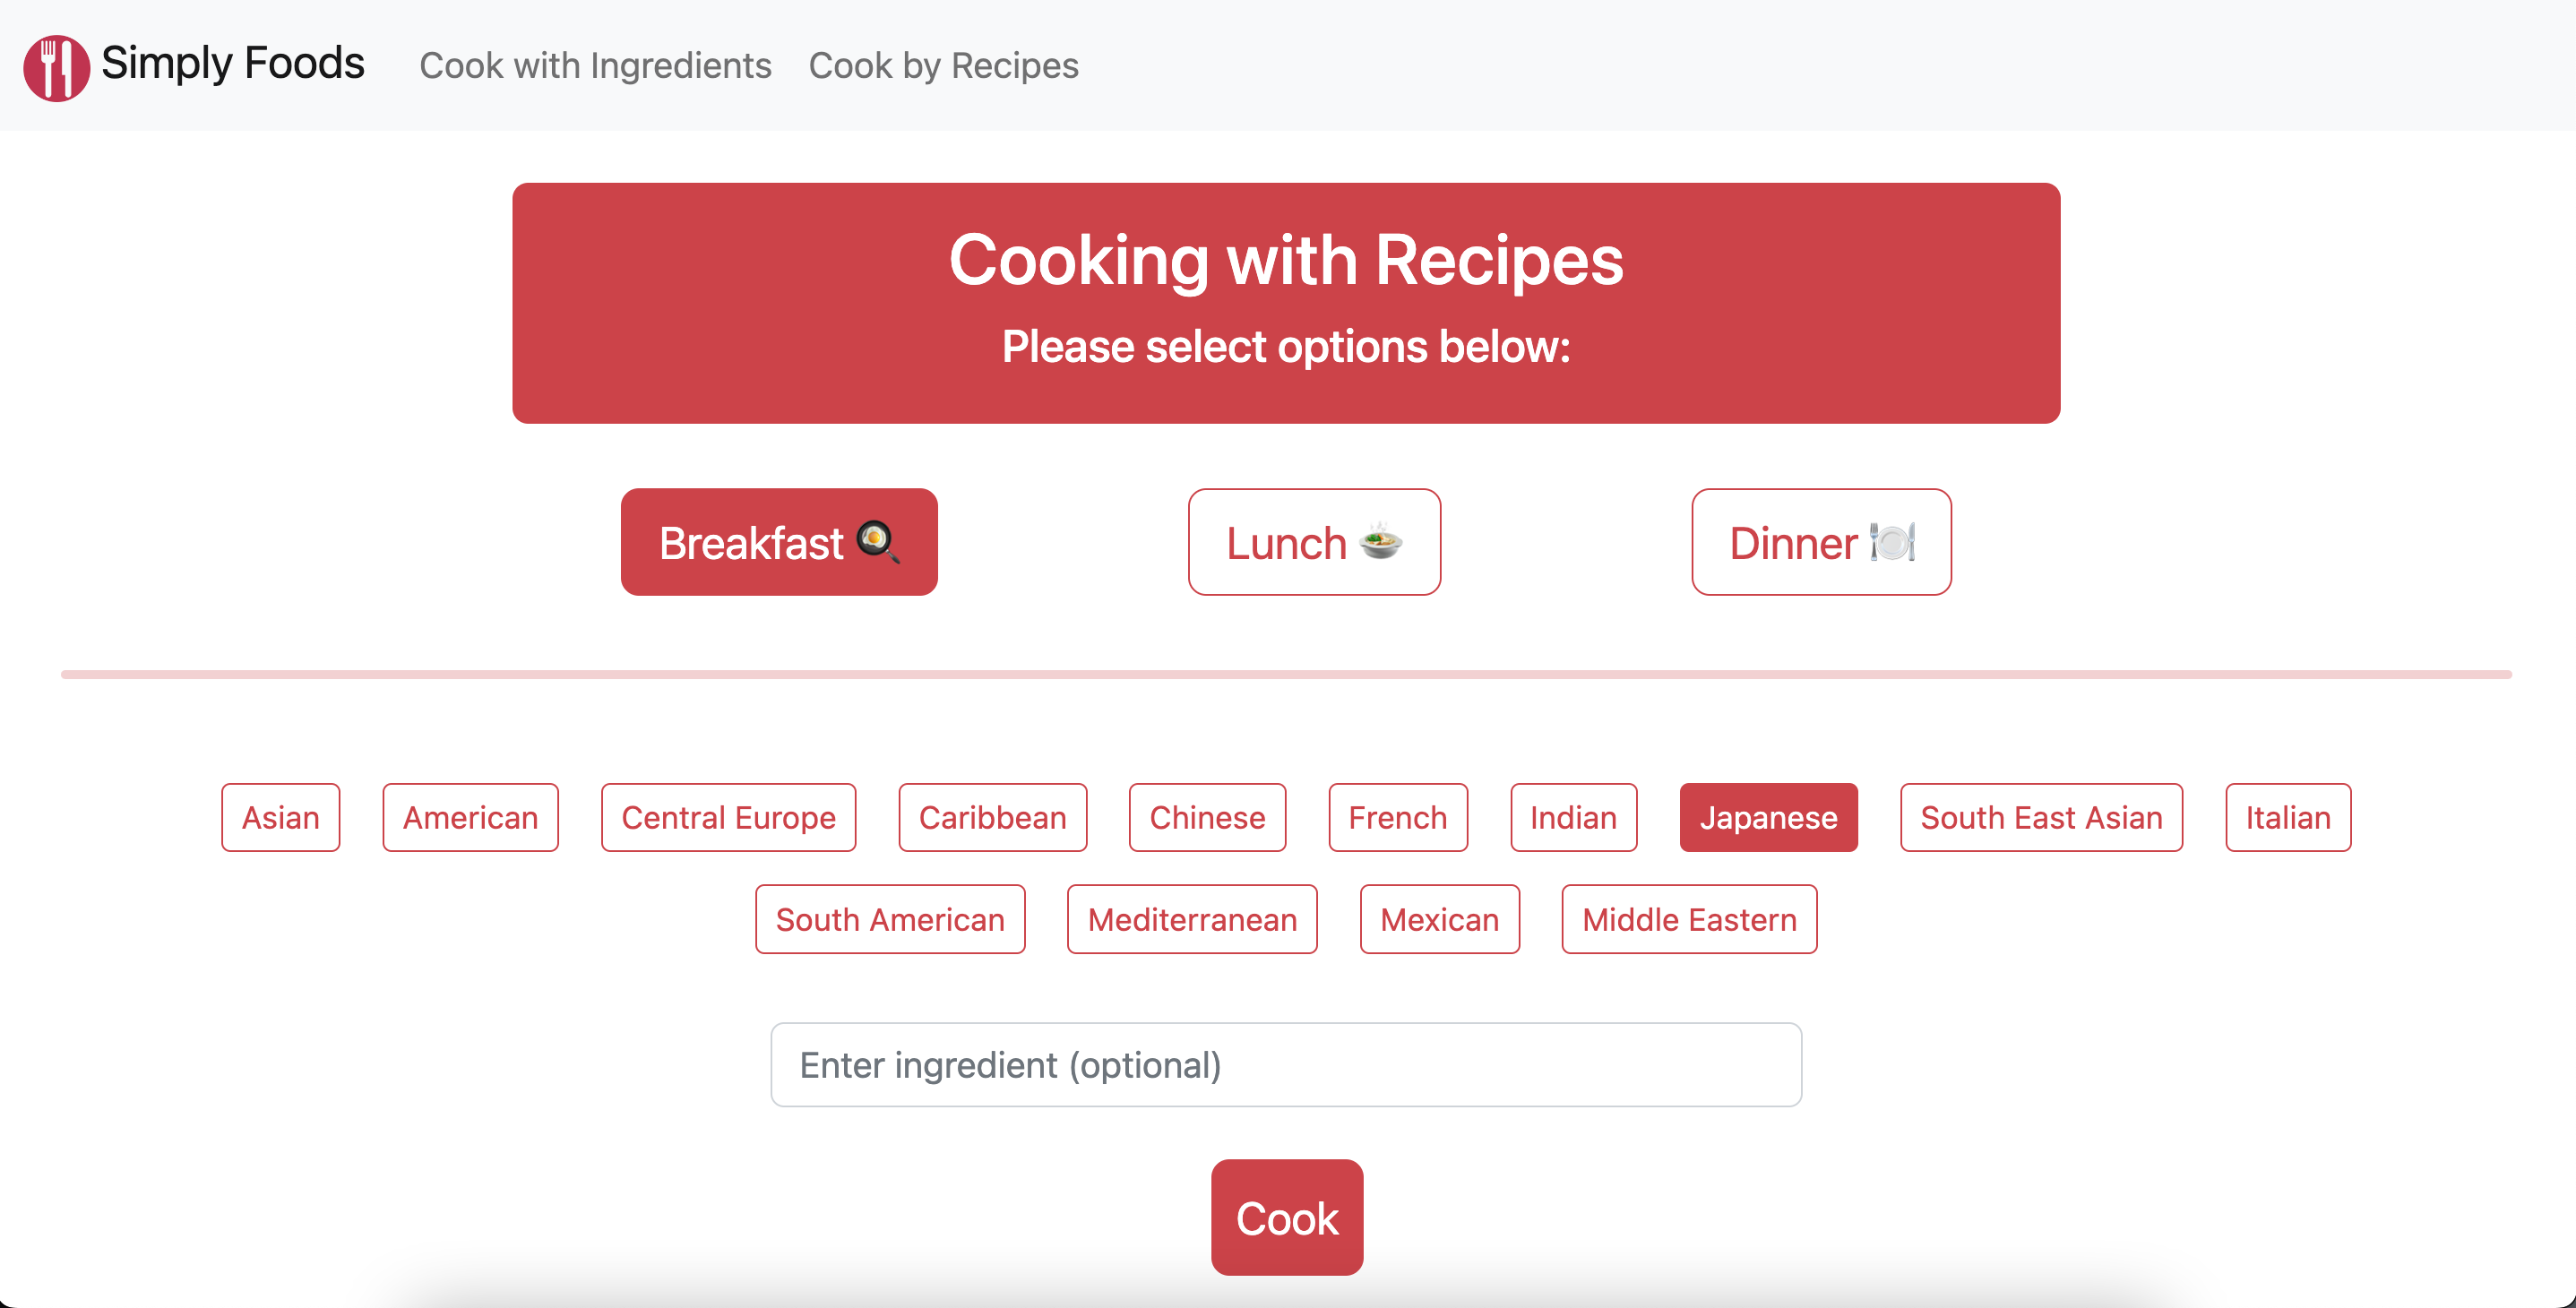 Simply Foods Cook with Ingredients Cook by Recipes
Cooking with Recipes
Please select options below:
Breakfast 🍳 Lunch 🍲 Dinner 🍽️
Asian American Central Europe Caribbean Chinese French Indian Japanese South East Asian Italian
South American Mediterranean Mexican Middle Eastern
Enter ingredient (optional)
Cook